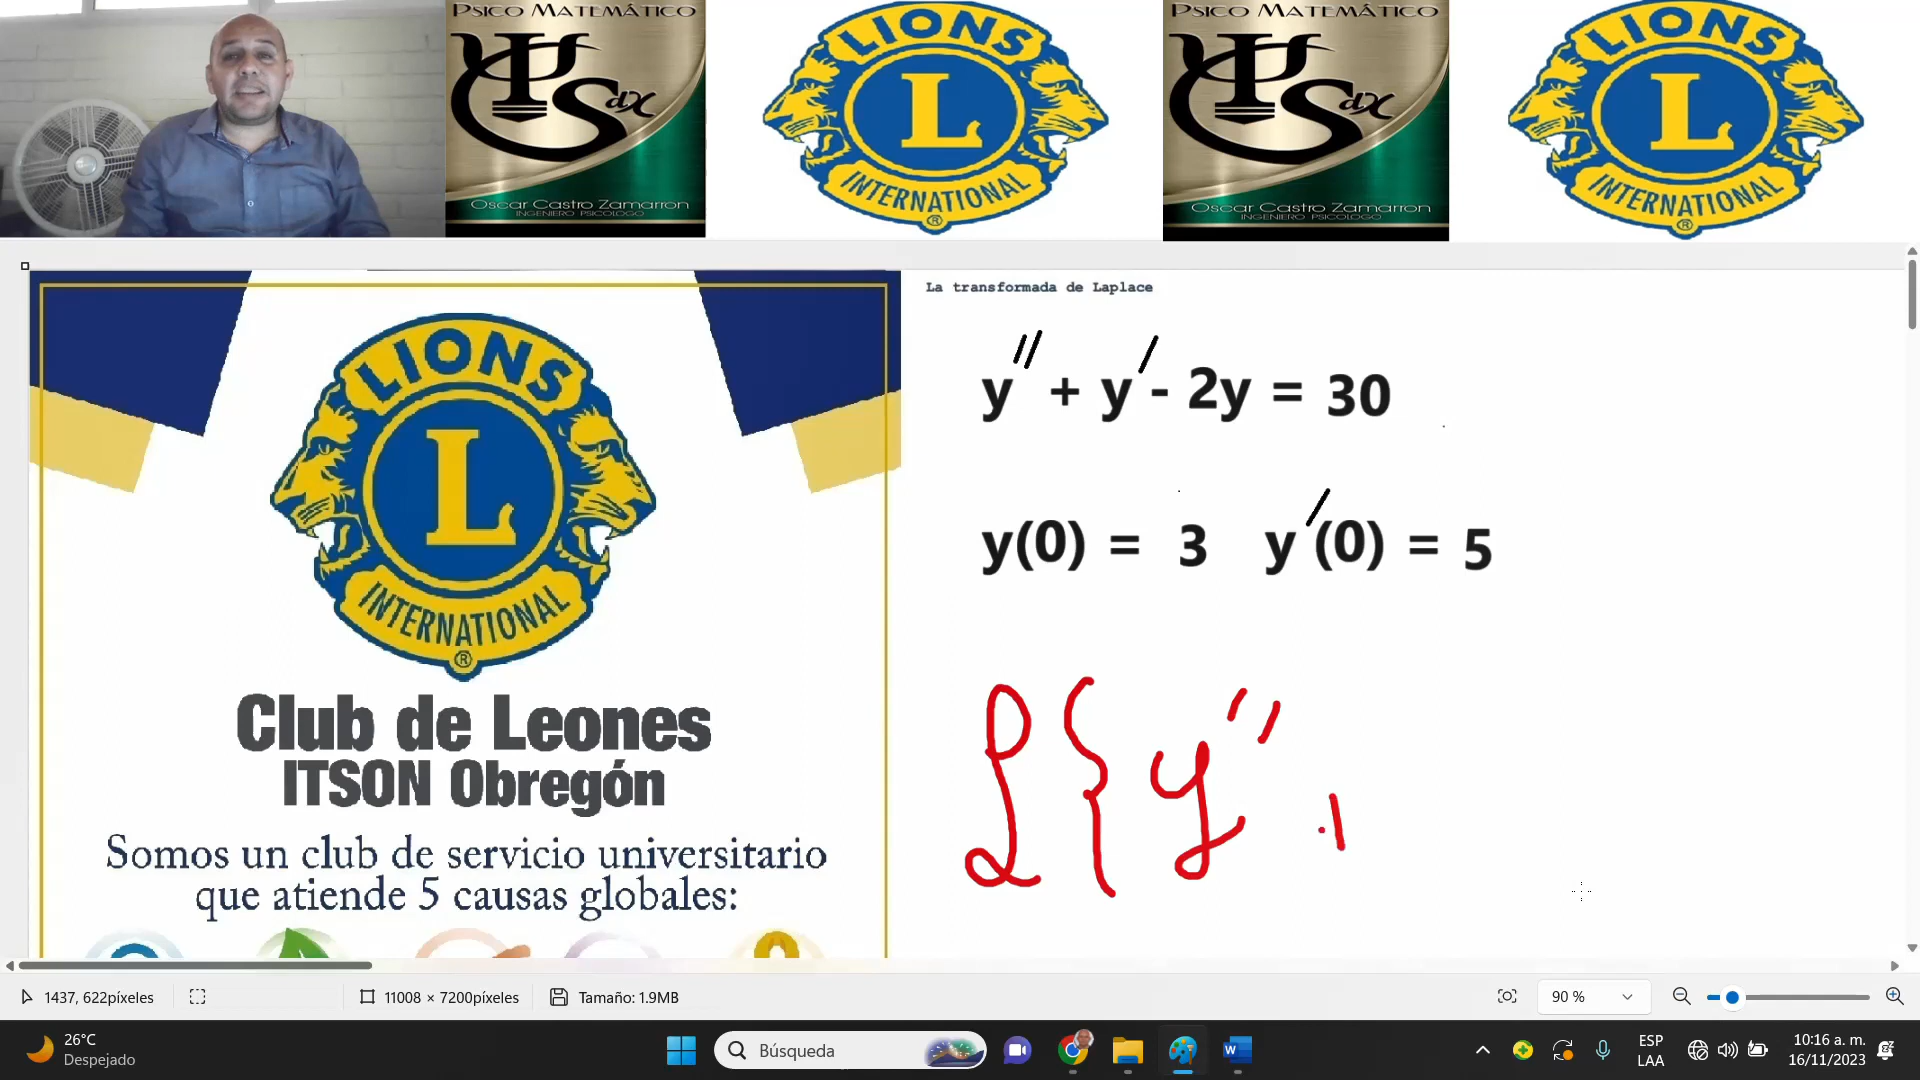 PSICO MATEMÁTICO
dx
Oscar Castro Zamarron
INGENIERO PSICOLOGO
LIONS
L
INTERNATIONAL
®
PSICO MATEMÁTICO
dx
Oscar Castro Zamarron
INGENIERO PSICOLOGO
LIONS
L
INTERNATIONAL
®
LIONS
L
INTERNATIONAL
®
Club de Leones
ITSON Obregón
Somos un club de servicio universitario
que atiende 5 causas globales:
La transformada de Laplace
y'' + y' - 2y = 30
y(0) = 3 y'(0) = 5
ℒ{y''
1437, 622píxeles
11008 × 7200píxeles
Tamaño: 1.9MB
90 %
26°C
Despejado
Búsqueda
W
ESP
LAA
10:16 a. m.
16/11/2023